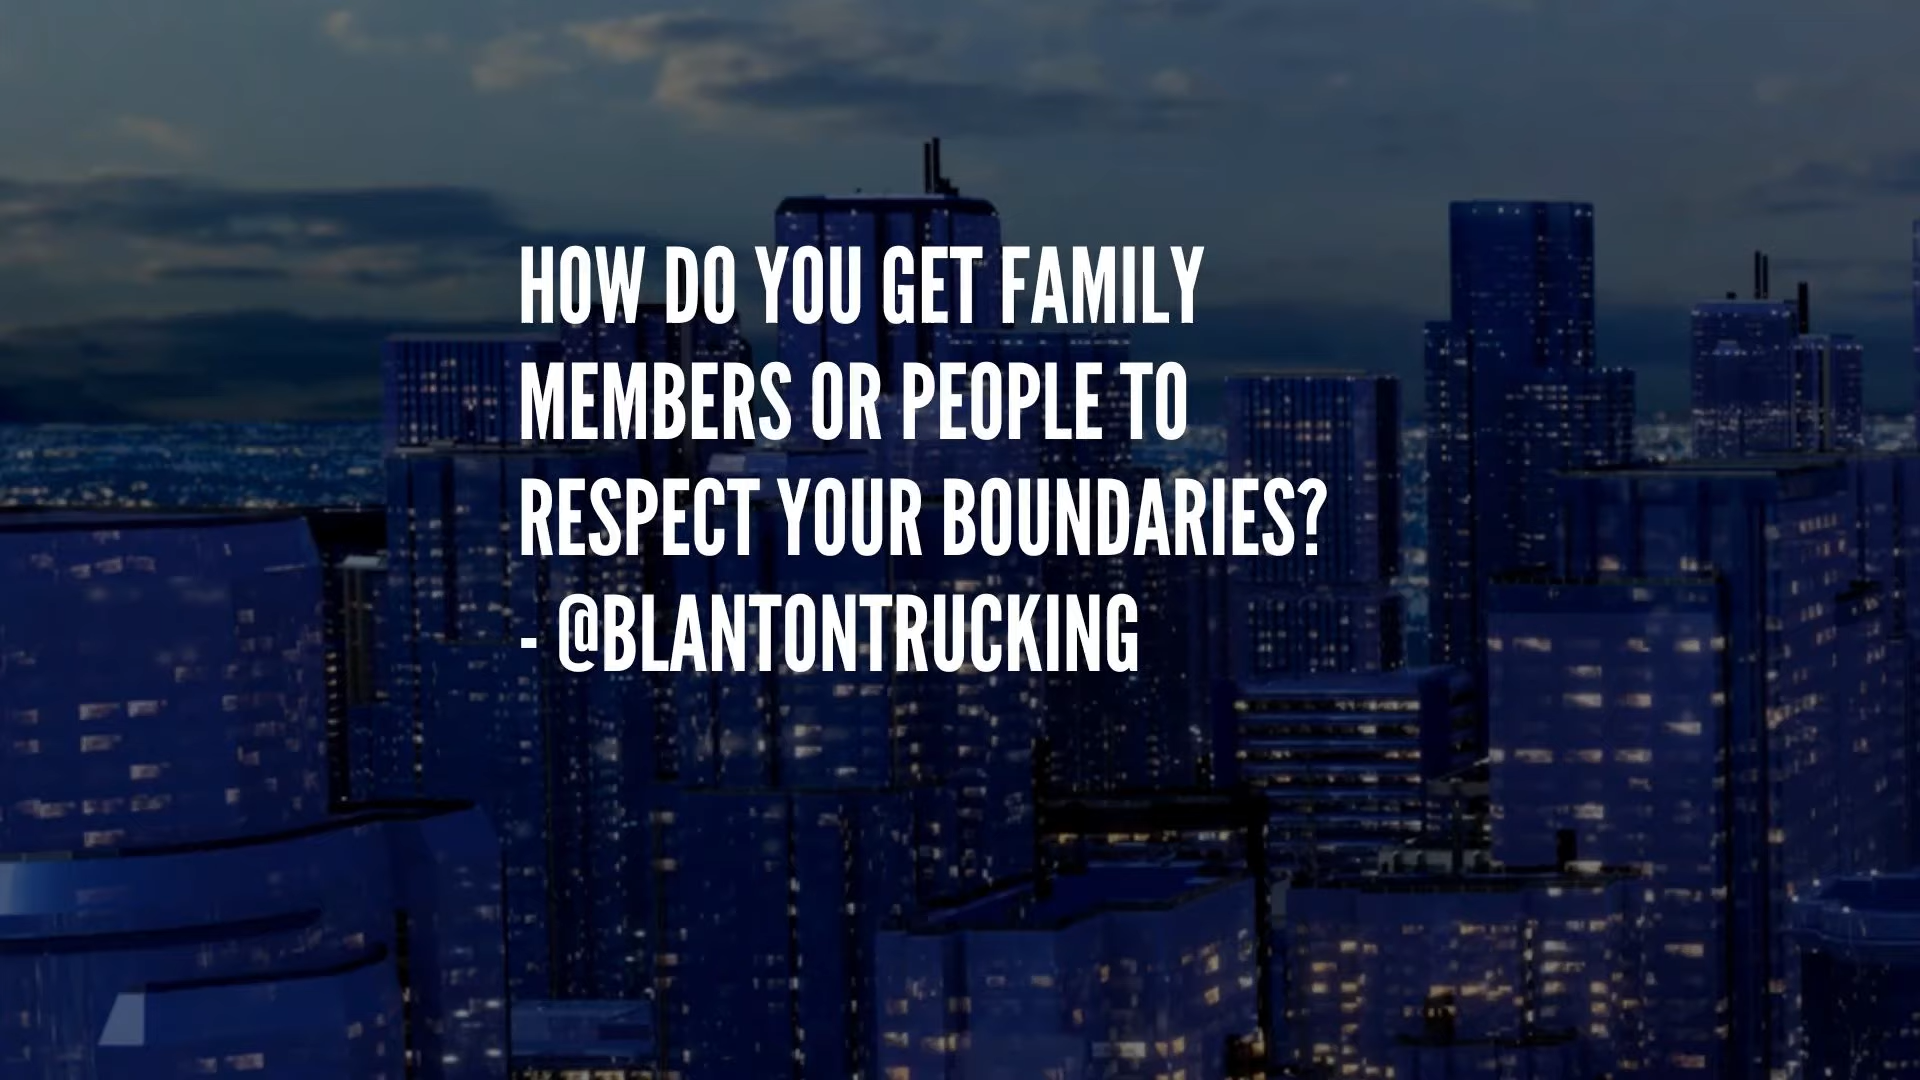 HOW DO YOU GET FAMILY
MEMBERS OR PEOPLE TO
RESPECT YOUR BOUNDARIES?
- @BLANTONTRUCKING